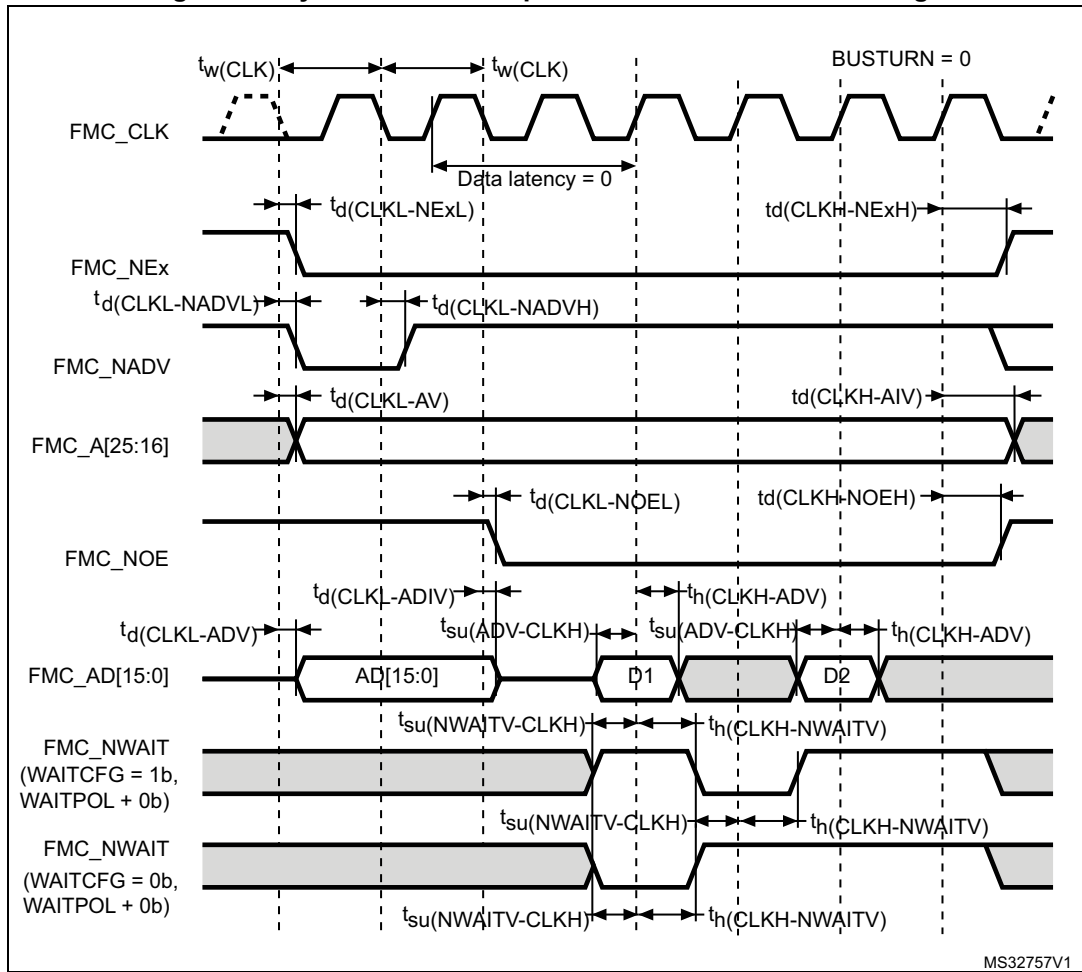 BUSTURN = 0
tw(CLK)
tw(CLK)
FMC_CLK
Data latency = 0
td(CLKL-NExL)
td(CLKH-NExH)
FMC_NEx
td(CLKL-NADVL)
td(CLKL-NADVH)
FMC_NADV
td(CLKL-AV)
td(CLKH-AIV)
FMC_A[25:16]
td(CLKL-NOEL)
td(CLKH-NOEH)
FMC_NOE
td(CLKL-ADIV)
th(CLKH-ADV)
td(CLKL-ADV)
tsu(ADV-CLKH)
tsu(ADV-CLKH)
th(CLKH-ADV)
FMC_AD[15:0]
AD[15:0]
D1
D2
tsu(NWAITV-CLKH)
th(CLKH-NWAITV)
FMC_NWAIT
(WAITCFG = 1b,
WAITPOL + 0b)
tsu(NWAITV-CLKH)
th(CLKH-NWAITV)
FMC_NWAIT
(WAITCFG = 0b,
WAITPOL + 0b)
tsu(NWAITV-CLKH)
th(CLKH-NWAITV)
MS32757V1